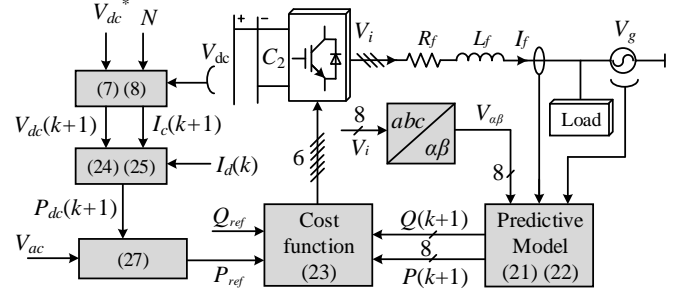 V_dc* N
+ −
V_dc
C_2
V_i
R_f L_f I_f
V_g
(7) (8)
V_dc(k+1) I_c(k+1)
8
V_i
abc
αβ
V_αβ
8
Load
6
(24) (25)
I_d(k)
P_dc(k+1)
Q_ref
Cost
function
(23)
Q(k+1)
8
P(k+1)
Predictive
Model
(21) (22)
V_ac
(27)
P_ref